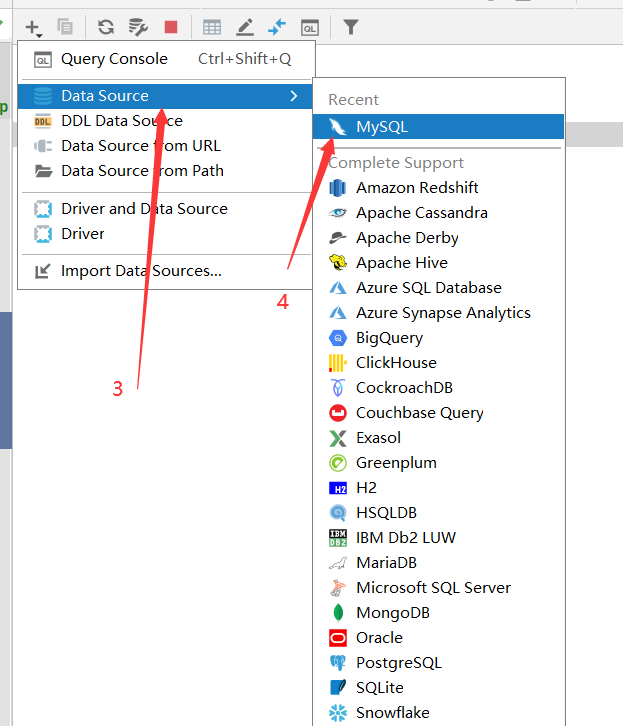 QL
p
QL
Query Console Ctrl+Shift+Q
Data Source
DDL DDL Data Source
Data Source from URL
Data Source from Path
Driver and Data Source
Driver
Import Data Sources...
3
4
Recent
MySQL
Complete Support
Amazon Redshift
Apache Cassandra
Apache Derby
Apache Hive
Azure SQL Database
Azure Synapse Analytics
BigQuery
ClickHouse
CockroachDB
Couchbase Query
Exasol
Greenplum
H2 H2
HSQLDB
IBM DB2 IBM Db2 LUW
MariaDB
Microsoft SQL Server
MongoDB
Oracle
PostgreSQL
SQLite
Snowflake